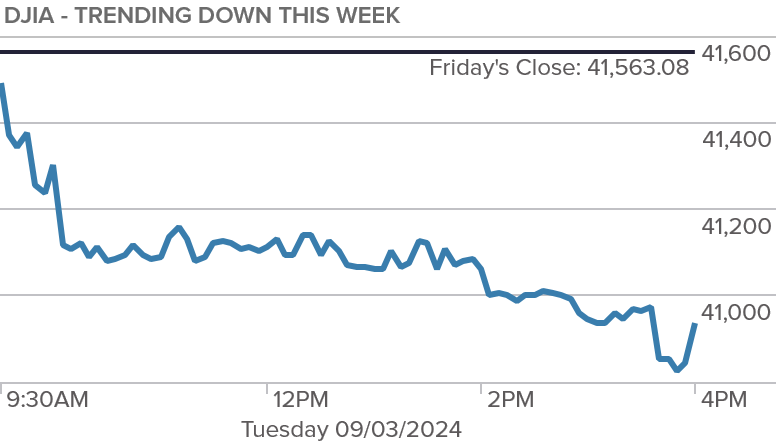 DJIA - TRENDING DOWN THIS WEEK
41,600
Friday's Close: 41,563.08
41,400
41,200
41,000
9:30AM 12PM 2PM 4PM
Tuesday 09/03/2024